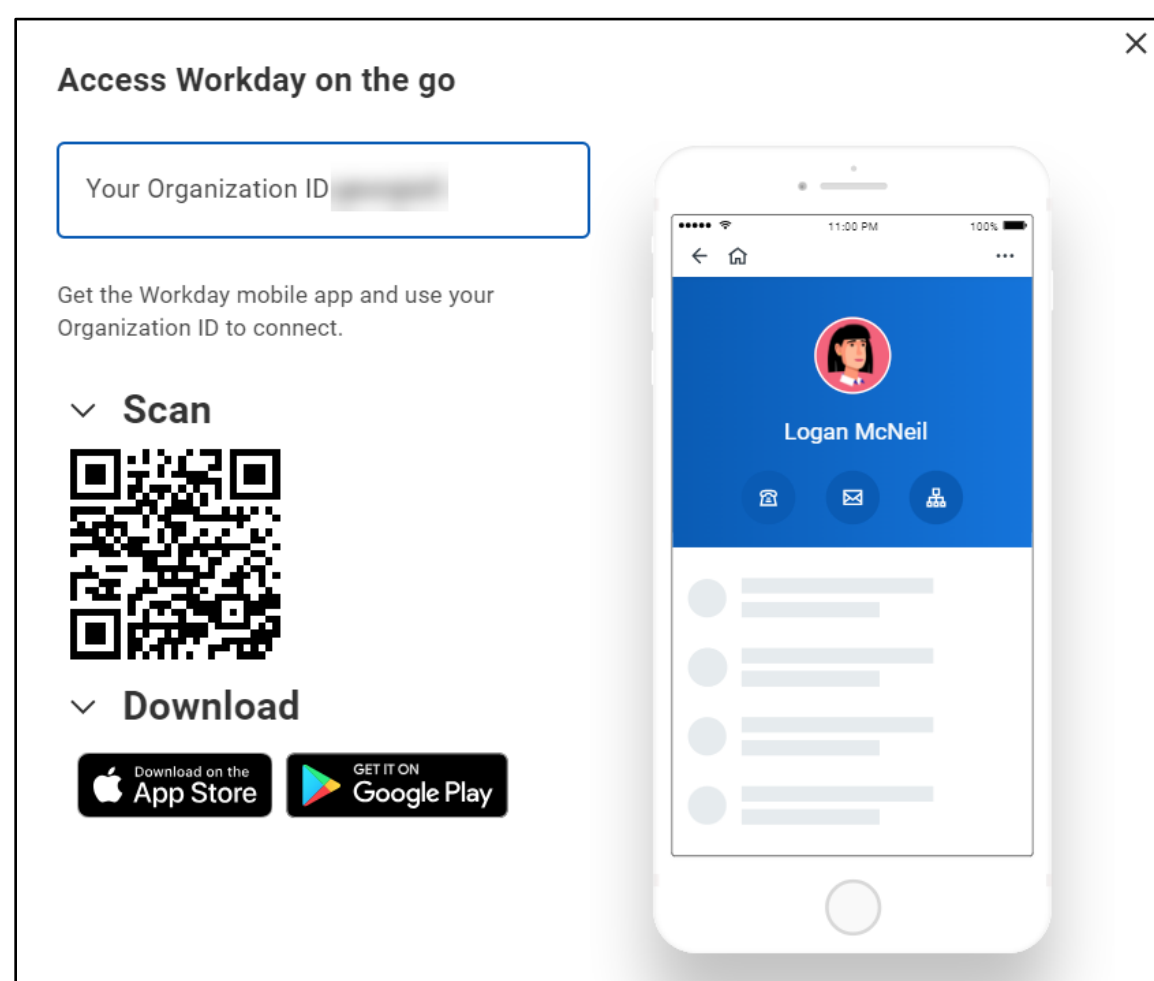 Access Workday on the go
Your Organization ID
Get the Workday mobile app and use your
Organization ID to connect.
Scan
Download
Download on the
App Store
GET IT ON
Google Play
11:00 PM
100%
Logan McNeil